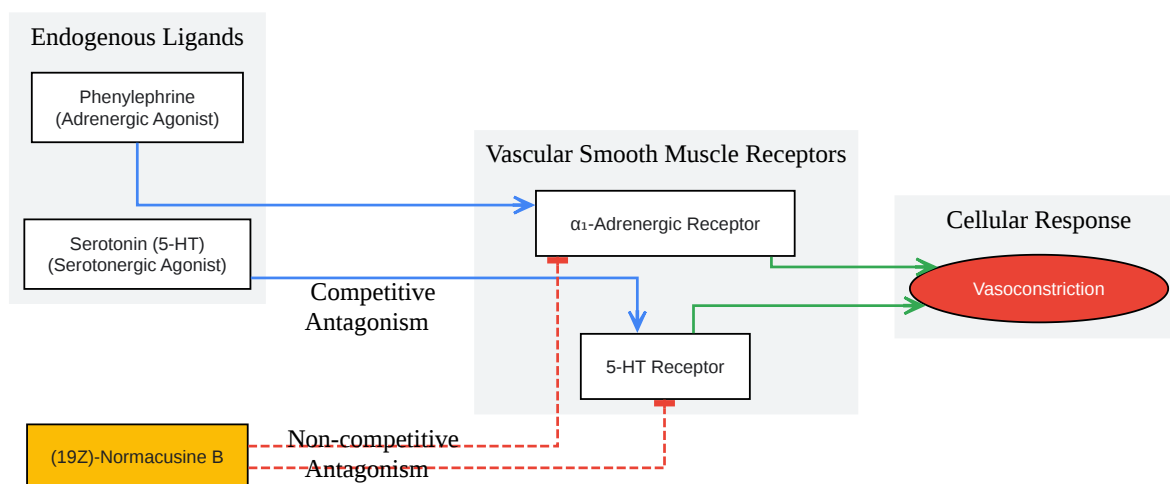 Endogenous Ligands
Phenylephrine
(Adrenergic Agonist)
Serotonin (5-HT)
(Serotonergic Agonist)
Vascular Smooth Muscle Receptors
α₁-Adrenergic Receptor
5-HT Receptor
Cellular Response
Vasoconstriction
Competitive
Antagonism
(19Z)-Normacusine B
Non-competitive
Antagonism